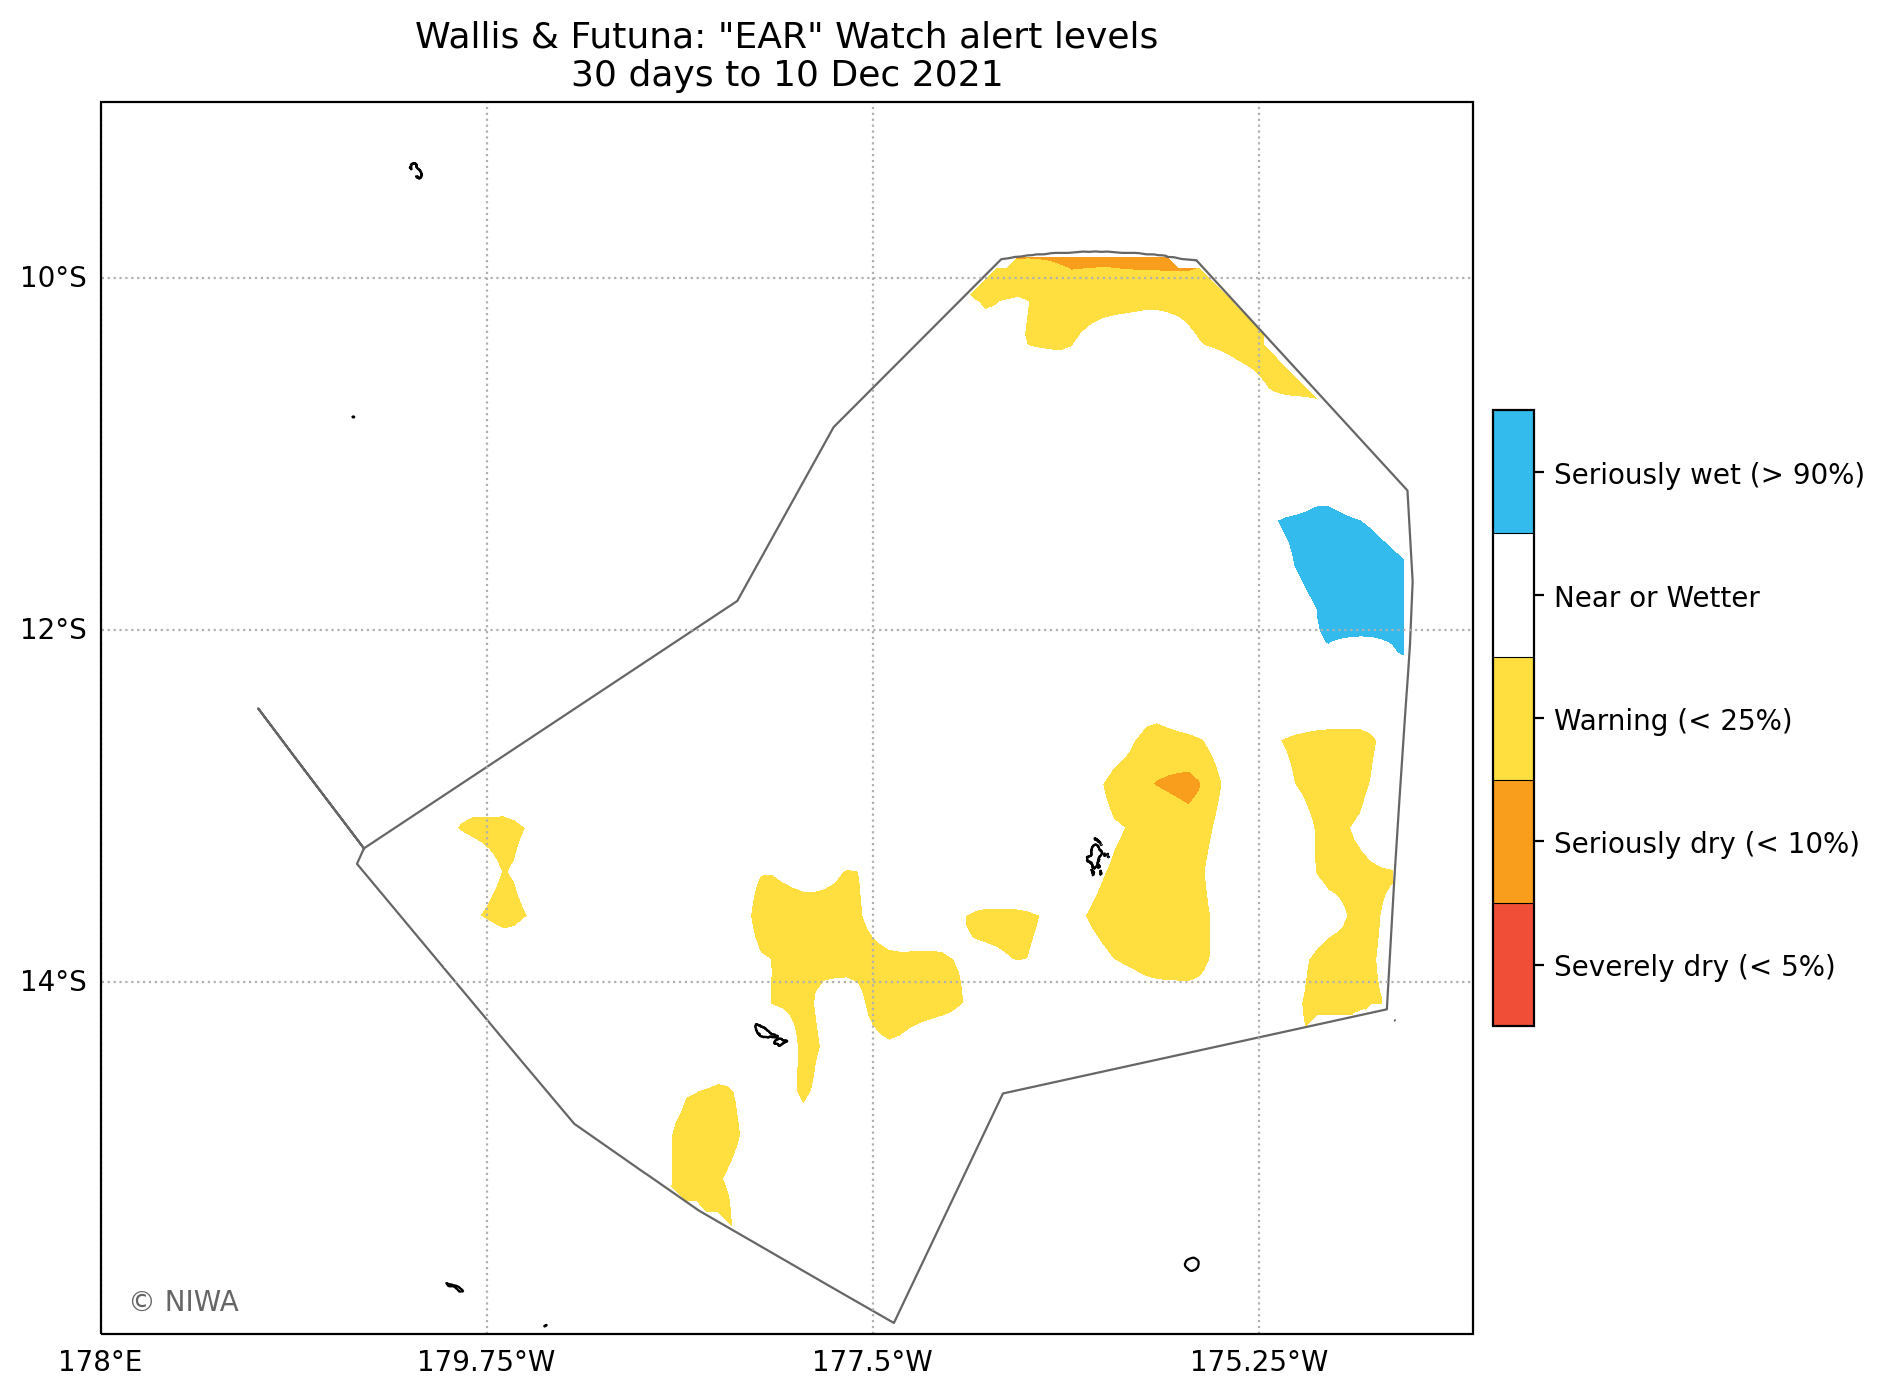 Wallis & Futuna: "EAR" Watch alert levels
30 days to 10 Dec 2021
10°S
12°S
14°S
178°E
179.75°W
177.5°W
175.25°W
© NIWA
Seriously wet (> 90%)
Near or Wetter
Warning (< 25%)
Seriously dry (< 10%)
Severely dry (< 5%)